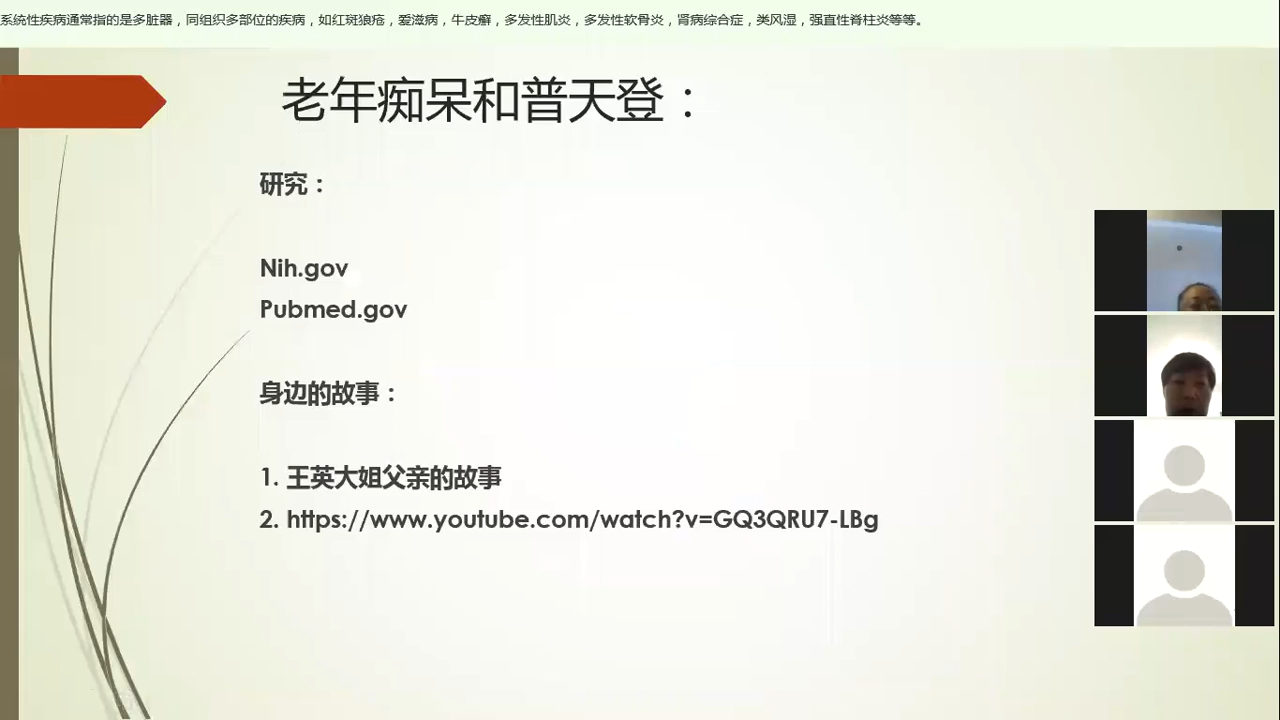 系统性疾病通常指的是多脏器，同组织多部位的疾病，如红斑狼疮，爱滋病，牛皮癣，多发性肌炎，多发性软骨炎，肾病综合症，类风湿，强直性脊柱炎等等。
老年痴呆和普天登：
研究：
Nih.gov
Pubmed.gov
身边的故事：
1. 王英大姐父亲的故事
2. https://www.youtube.com/watch?v=GQ3QRU7-LBg